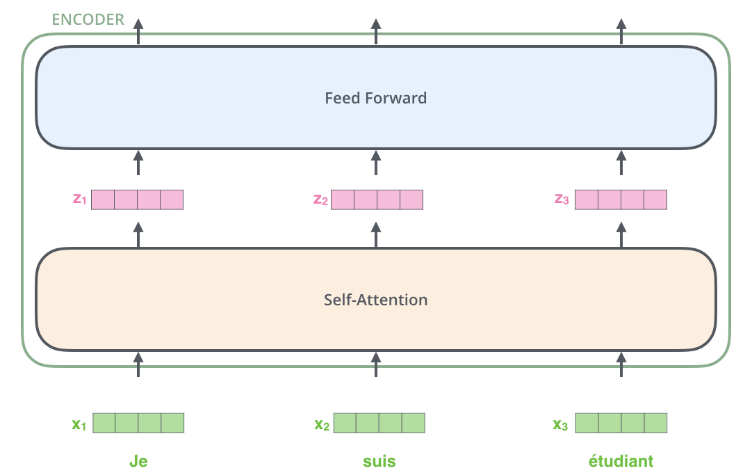 ENCODER
Feed Forward
z₁ z₂ z₃
Self-Attention
x₁ x₂ x₃
Je suis étudiant